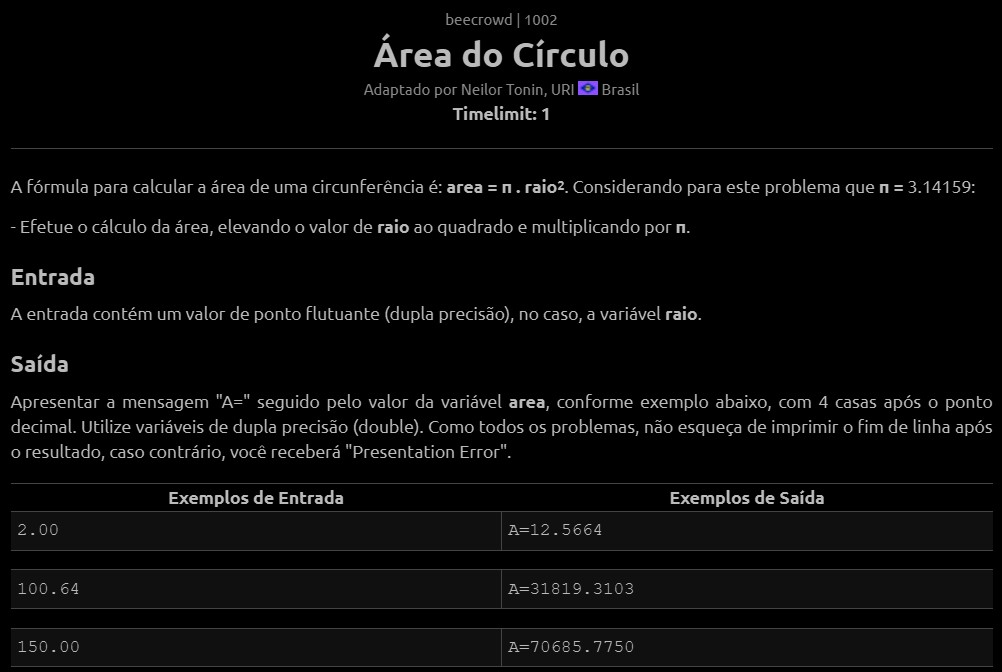 beecrowd | 1002
Área do Círculo
Adaptado por Neilor Tonin, URI Brasil
Timelimit: 1
A fórmula para calcular a área de uma circunferência é: area = π . raio². Considerando para este problema que π = 3.14159:
- Efetue o cálculo da área, elevando o valor de raio ao quadrado e multiplicando por π.
Entrada
A entrada contém um valor de ponto flutuante (dupla precisão), no caso, a variável raio.
Saída
Apresentar a mensagem "A=" seguido pelo valor da variável area, conforme exemplo abaixo, com 4 casas após o ponto
decimal. Utilize variáveis de dupla precisão (double). Como todos os problemas, não esqueça de imprimir o fim de linha após
o resultado, caso contrário, você receberá "Presentation Error".
Exemplos de Entrada Exemplos de Saída
2.00 A=12.5664
100.64 A=31819.3103
150.00 A=70685.7750